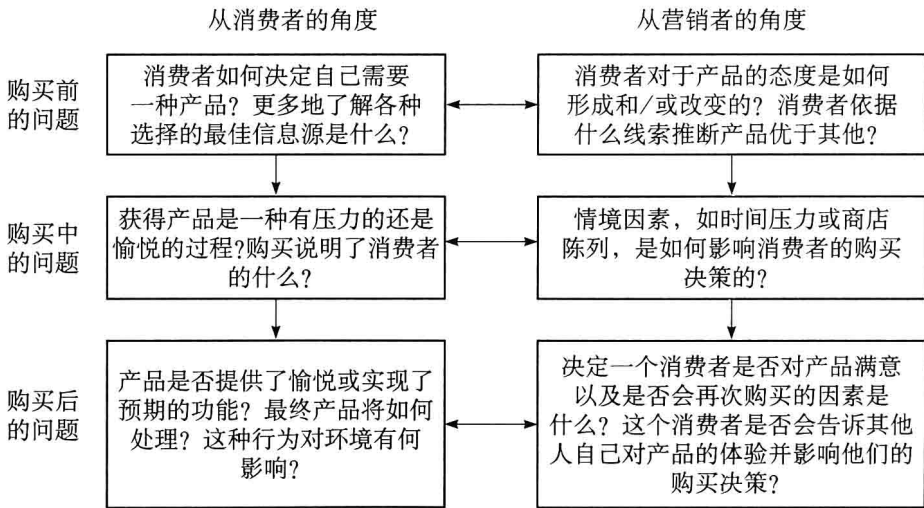 从消费者的角度
从营销者的角度
购买前
的问题
消费者如何决定自己需要
一种产品？更多地了解各种
选择的最佳信息源是什么？
消费者对于产品的态度是如何
形成和/或改变的？消费者依据
什么线索推断产品优于其他？
购买中
的问题
获得产品是一种有压力的还是
愉悦的过程?购买说明了消费者
的什么？
情境因素，如时间压力或商店
陈列，是如何影响消费者的购买
决策的？
购买后
的问题
产品是否提供了愉悦或实现了
预期的功能？最终产品将如何
处理？这种行为对环境有何
影响？
决定一个消费者是否对产品满意
以及是否会再次购买的因素是
什么？这个消费者是否会告诉其他
人自己对产品的体验并影响他们的
购买决策？